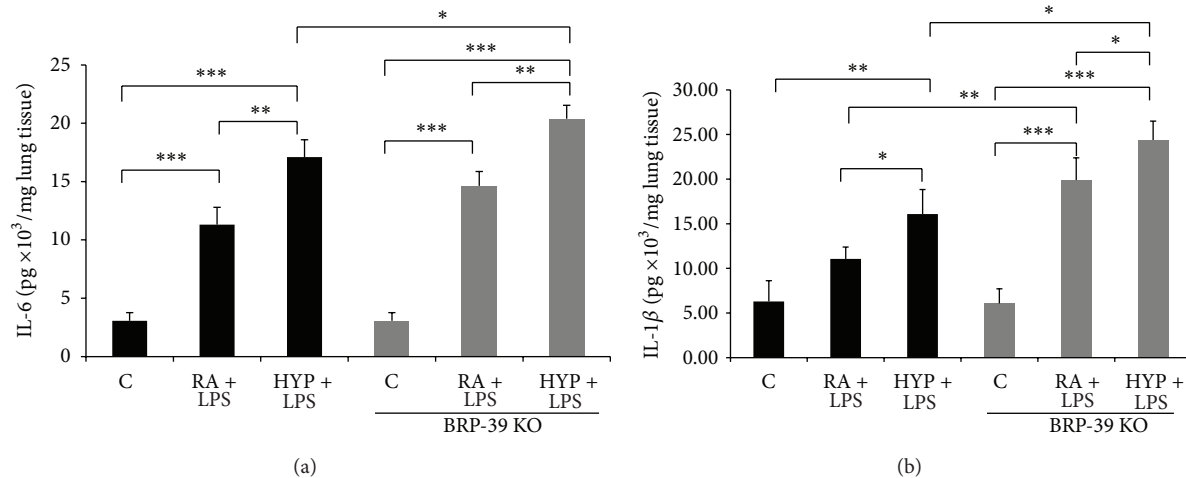 *
***
***
**
***
**
***
25
20
15
10
5
0
IL-6 (pg ×10³/mg lung tissue)
C
RA + LPS
HYP + LPS
C
RA + LPS
HYP + LPS
BRP-39 KO
(a)
*
*
**
***
**
***
*
30.00
25.00
20.00
15.00
10.00
5.00
0.00
IL-1β (pg ×10³/mg lung tissue)
C
RA +
LPS
HYP +
LPS
C
RA +
LPS
HYP +
LPS
BRP-39 KO
(b)